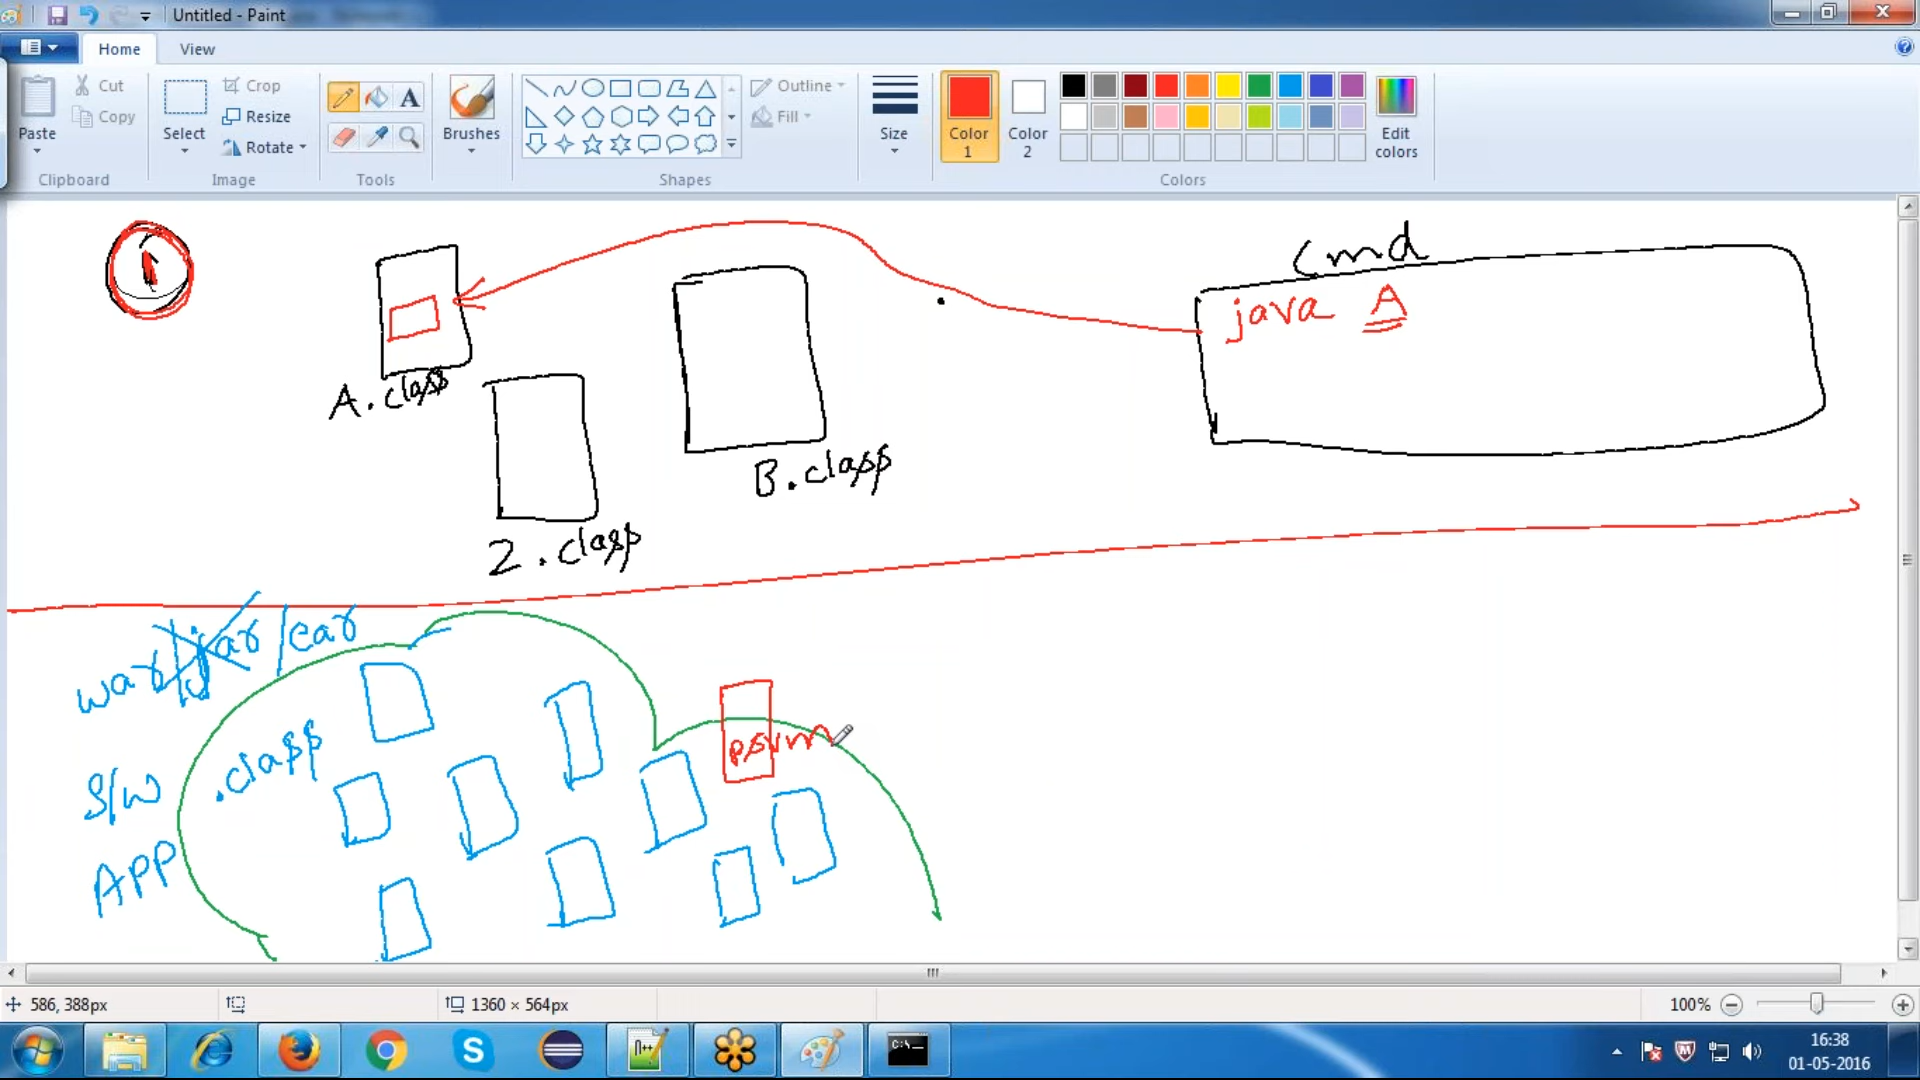 Untitled - Paint
Home View
Cut
Copy
Paste
Clipboard
Select
Crop
Resize
Rotate
Image
Tools
Brushes
Shapes
Outline
Fill
Size
Color 1
Color 2
Edit colors
Colors
Cmd
java A
A.class
B.class
2.class
war/jar/ear
.class
psvm
S/W
APP
586, 388px
1360 × 564px
100%
16:38
01-05-2016